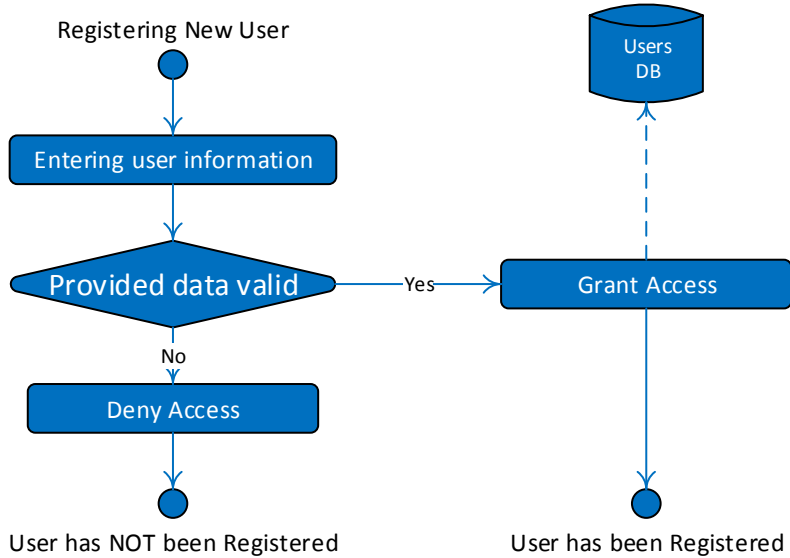 Registering New User
Users
DB
Entering user information
Provided data valid
Yes
Grant Access
No
Deny Access
User has NOT been Registered
User has been Registered